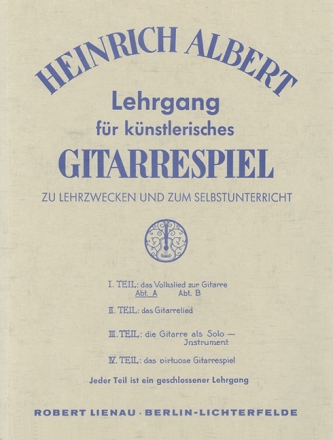 HEINRICH ALBERT
Lehrgang
für künstlerisches
GITARRESPIEL
ZU LEHRZWECKEN UND ZUM SELBSTUNTERRICHT
I. TEIL: das Volkslied zur Gitarre
Abt. A Abt. B
II. TEIL: das Gitarrelied
III. TEIL: die Gitarre als Solo —
Instrument
IV. TEIL: das virtuose Gitarrespiel
Jeder Teil ist ein geschlossener Lehrgang
ROBERT LIENAU · BERLIN-LICHTERFELDE